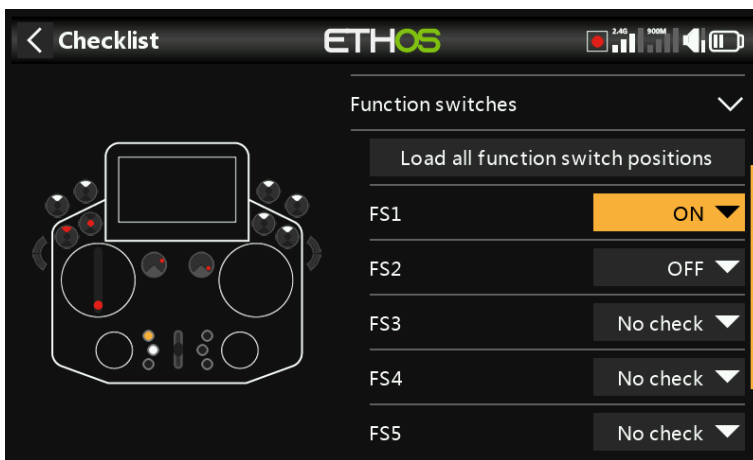 Checklist
ETHOS
2.4G
900M
Function switches
Load all function switch positions
FS1
ON
FS2
OFF
FS3
No check
FS4
No check
FS5
No check